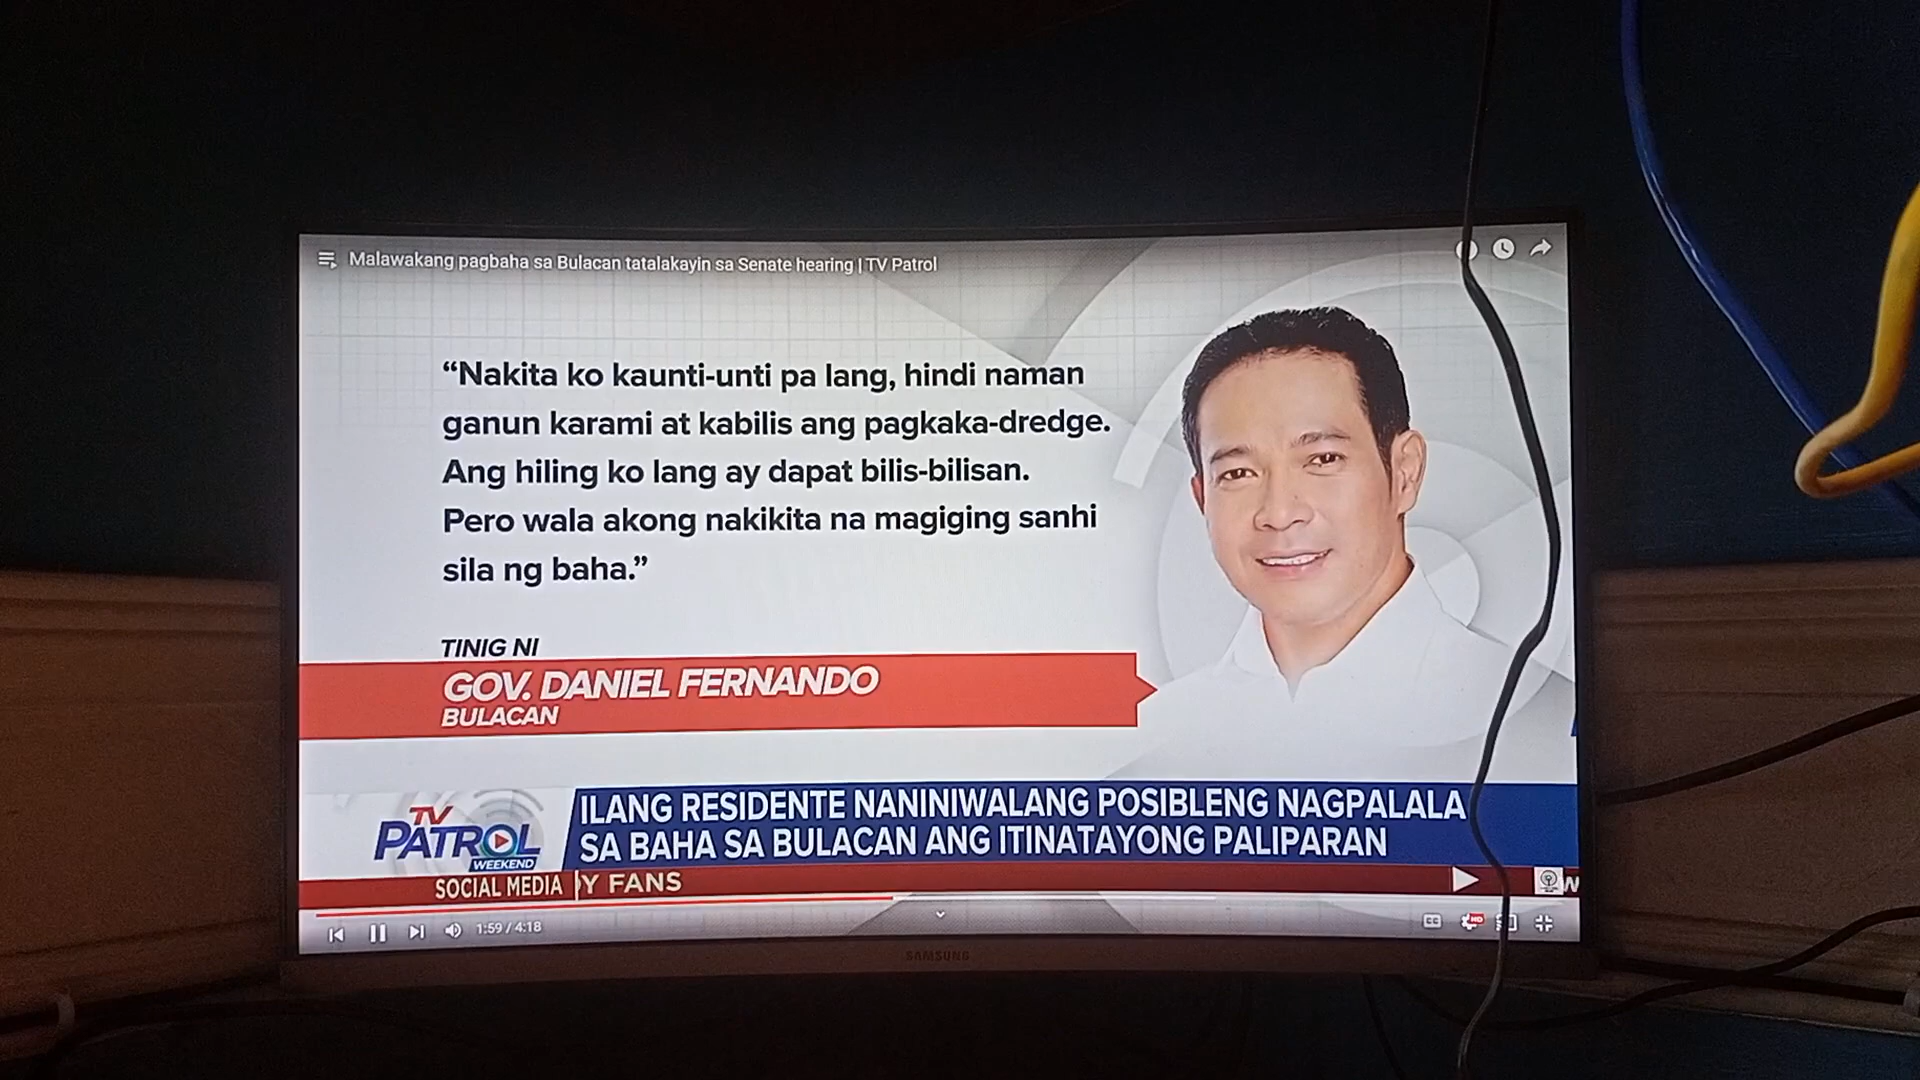 Malawakang pagbaha sa Bulacan tatalakayin sa Senate hearing | TV Patrol
“Nakita ko kaunti-unti pa lang, hindi naman
ganun karami at kabilis ang pagkaka-dredge.
Ang hiling ko lang ay dapat bilis-bilisan.
Pero wala akong nakikita na magiging sanhi
sila ng baha.”
TINIG NI
GOV. DANIEL FERNANDO
BULACAN
TV
PATROL
WEEKEND
ILANG RESIDENTE NANINIWALANG POSIBLENG NAGPALALA
SA BAHA SA BULACAN ANG ITINATAYONG PALIPARAN
SOCIAL MEDIA
Y FANS
1:59 / 4:18
CC
HD
SAMSUNG